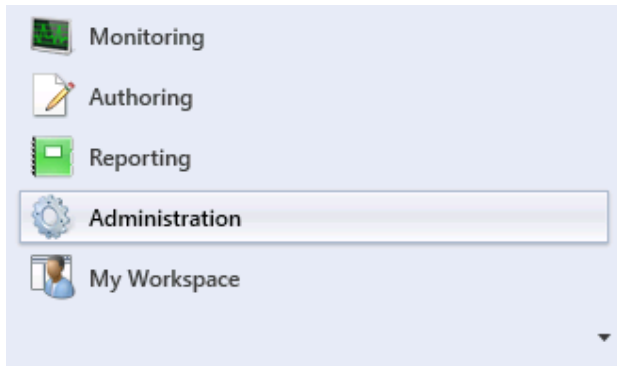 Monitoring
Authoring
Reporting
Administration
My Workspace